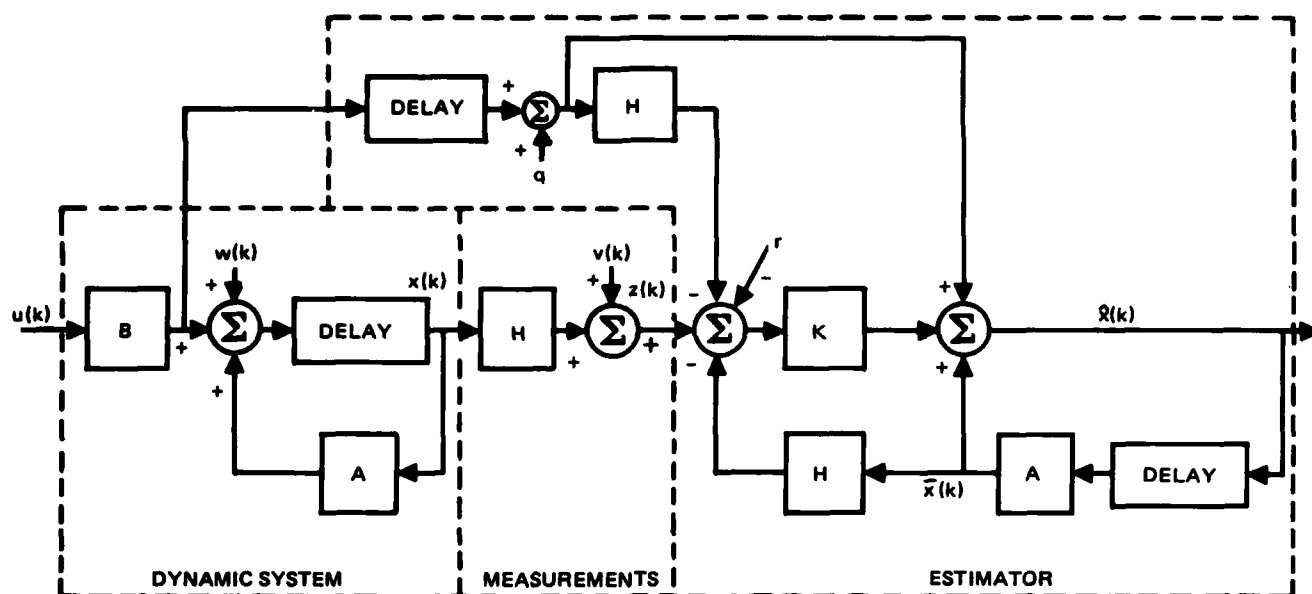 DELAY
+
Σ
+
q
H
w(k)
+
x(k)
v(k)
+
z(k)
r
-
-
+
u(k)
B
+
Σ
DELAY
H
+
Σ
+
Σ
K
+
Σ
x̂(k)
+
-
+
A
H
x̄(k)
A
DELAY
DYNAMIC SYSTEM
MEASUREMENTS
ESTIMATOR